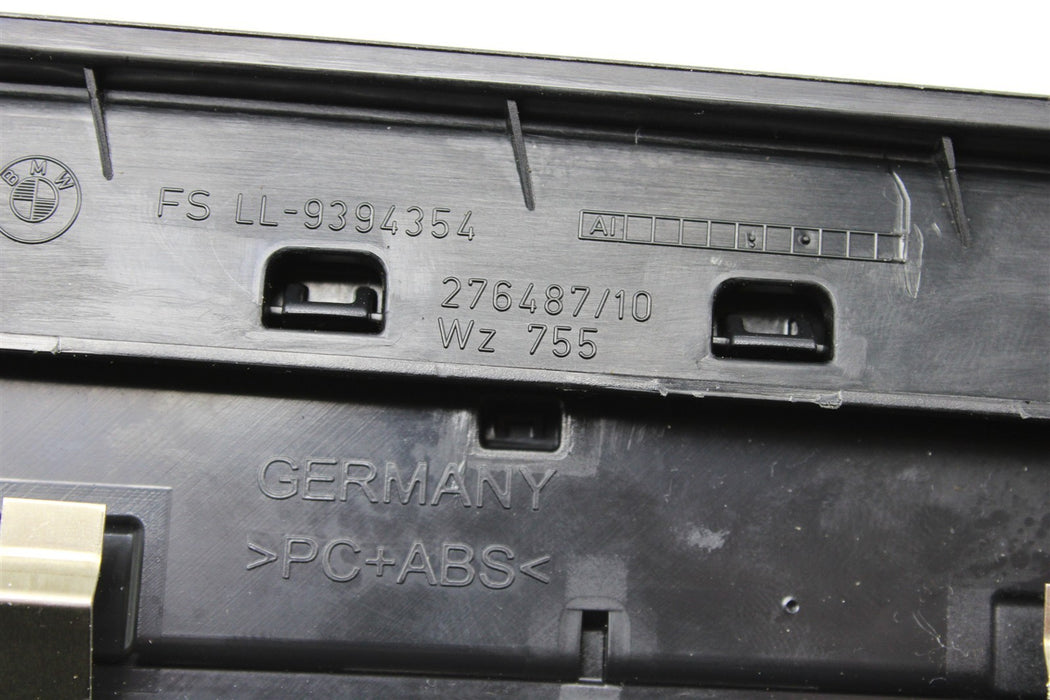 BMW
FS LL-9394354
AI
276487/10
Wz 755
GERMANY
>PC+ABS<